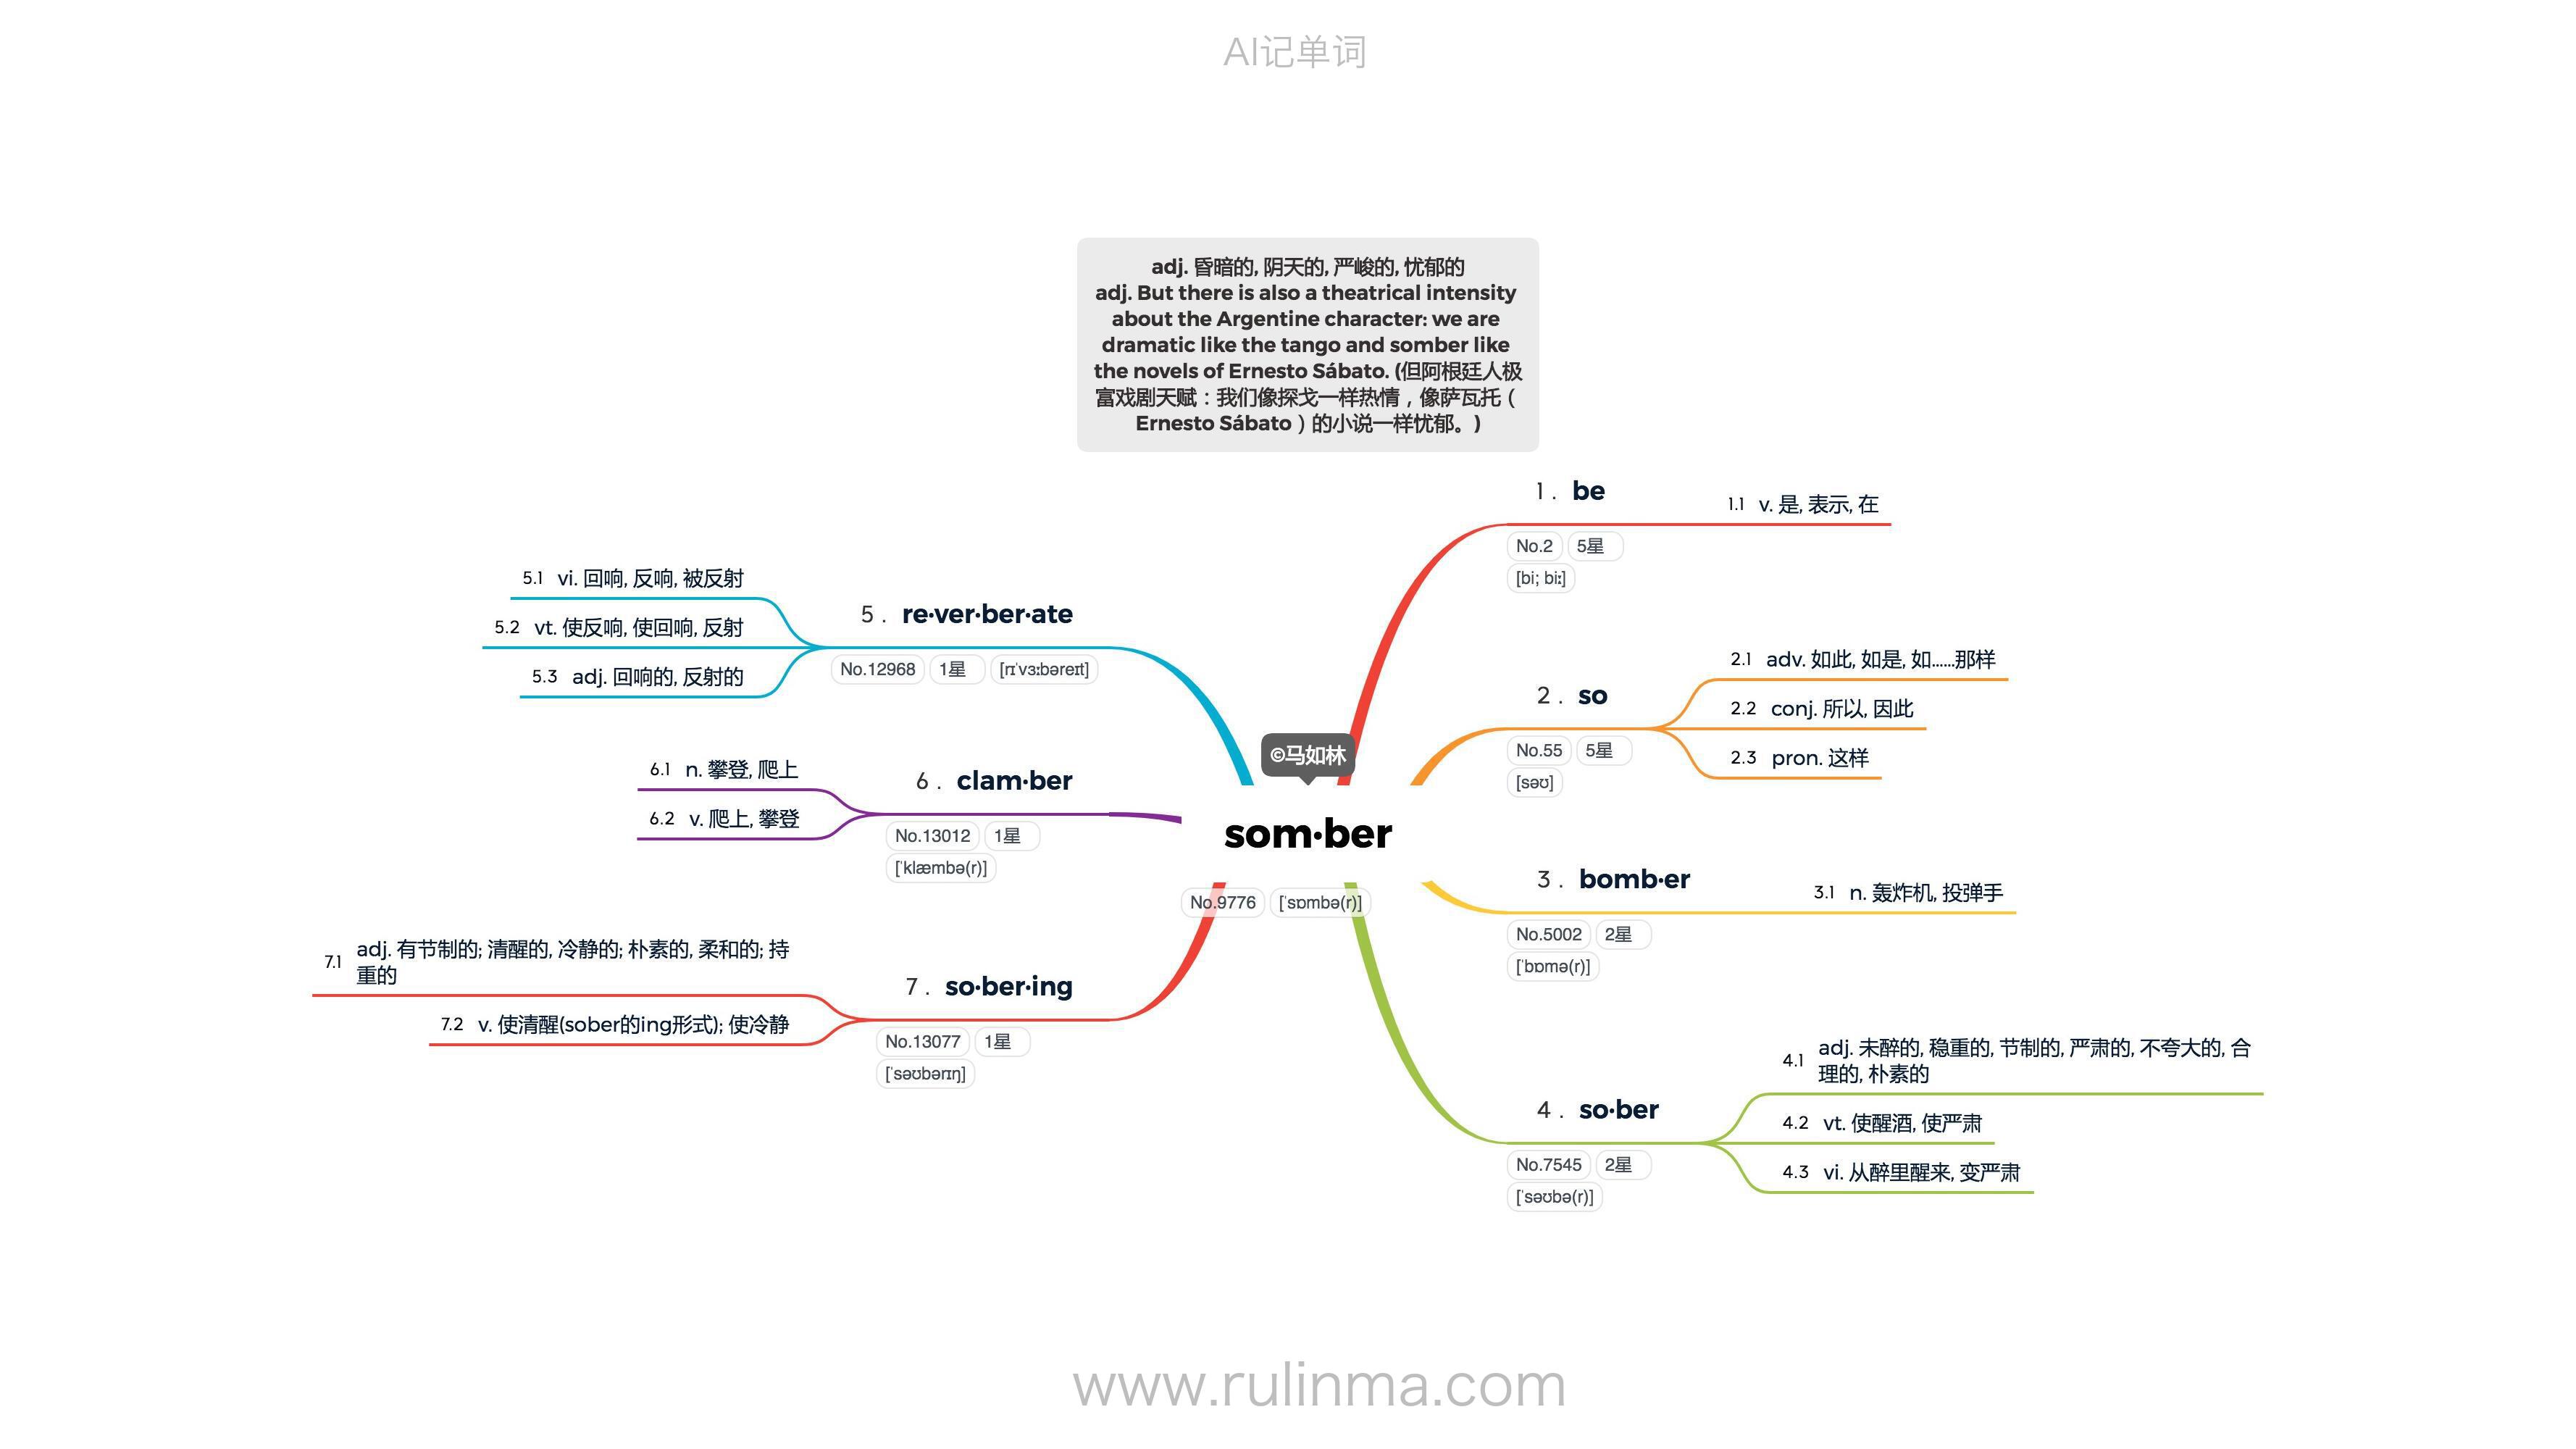 AI记单词
adj. 昏暗的, 阴天的, 严峻的, 忧郁的
adj. But there is also a theatrical intensity
about the Argentine character: we are
dramatic like the tango and somber like
the novels of Ernesto Sábato. (但阿根廷人极
富戏剧天赋：我们像探戈一样热情，像萨瓦托（
Ernesto Sábato）的小说一样忧郁。)
©马如林
som·ber
No.9776 [ˈsɒmbə(r)]
1. be
No.2 5星
[bi; biː]
1.1 v. 是, 表示, 在
2. so
No.55 5星
[səʊ]
2.1 adv. 如此, 如是, 如……那样
2.2 conj. 所以, 因此
2.3 pron. 这样
3. bomb·er
No.5002 2星
[ˈbɒmə(r)]
3.1 n. 轰炸机, 投弹手
4. so·ber
No.7545 2星
[ˈsəʊbə(r)]
4.1 adj. 未醉的, 稳重的, 节制的, 严肃的, 不夸大的, 合
理的, 朴素的
4.2 vt. 使醒酒, 使严肃
4.3 vi. 从醉里醒来, 变严肃
5. re·ver·ber·ate
No.12968 1星 [rɪˈvɜːbəreɪt]
5.1 vi. 回响, 反响, 被反射
5.2 vt. 使反响, 使回响, 反射
5.3 adj. 回响的, 反射的
6. clam·ber
No.13012 1星
[ˈklæmbə(r)]
6.1 n. 攀登, 爬上
6.2 v. 爬上, 攀登
7. so·ber·ing
No.13077 1星
[ˈsəʊbərɪŋ]
7.1 adj. 有节制的; 清醒的, 冷静的; 朴素的, 柔和的; 持
重的
7.2 v. 使清醒(sober的ing形式); 使冷静
www.rulinma.com